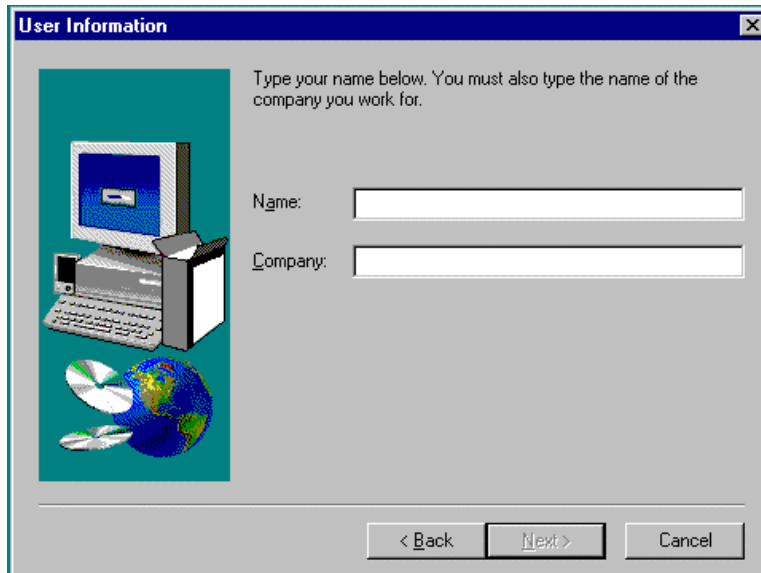 User Information
Type your name below. You must also type the name of the
company you work for.
Name:
Company:
< Back
Next >
Cancel